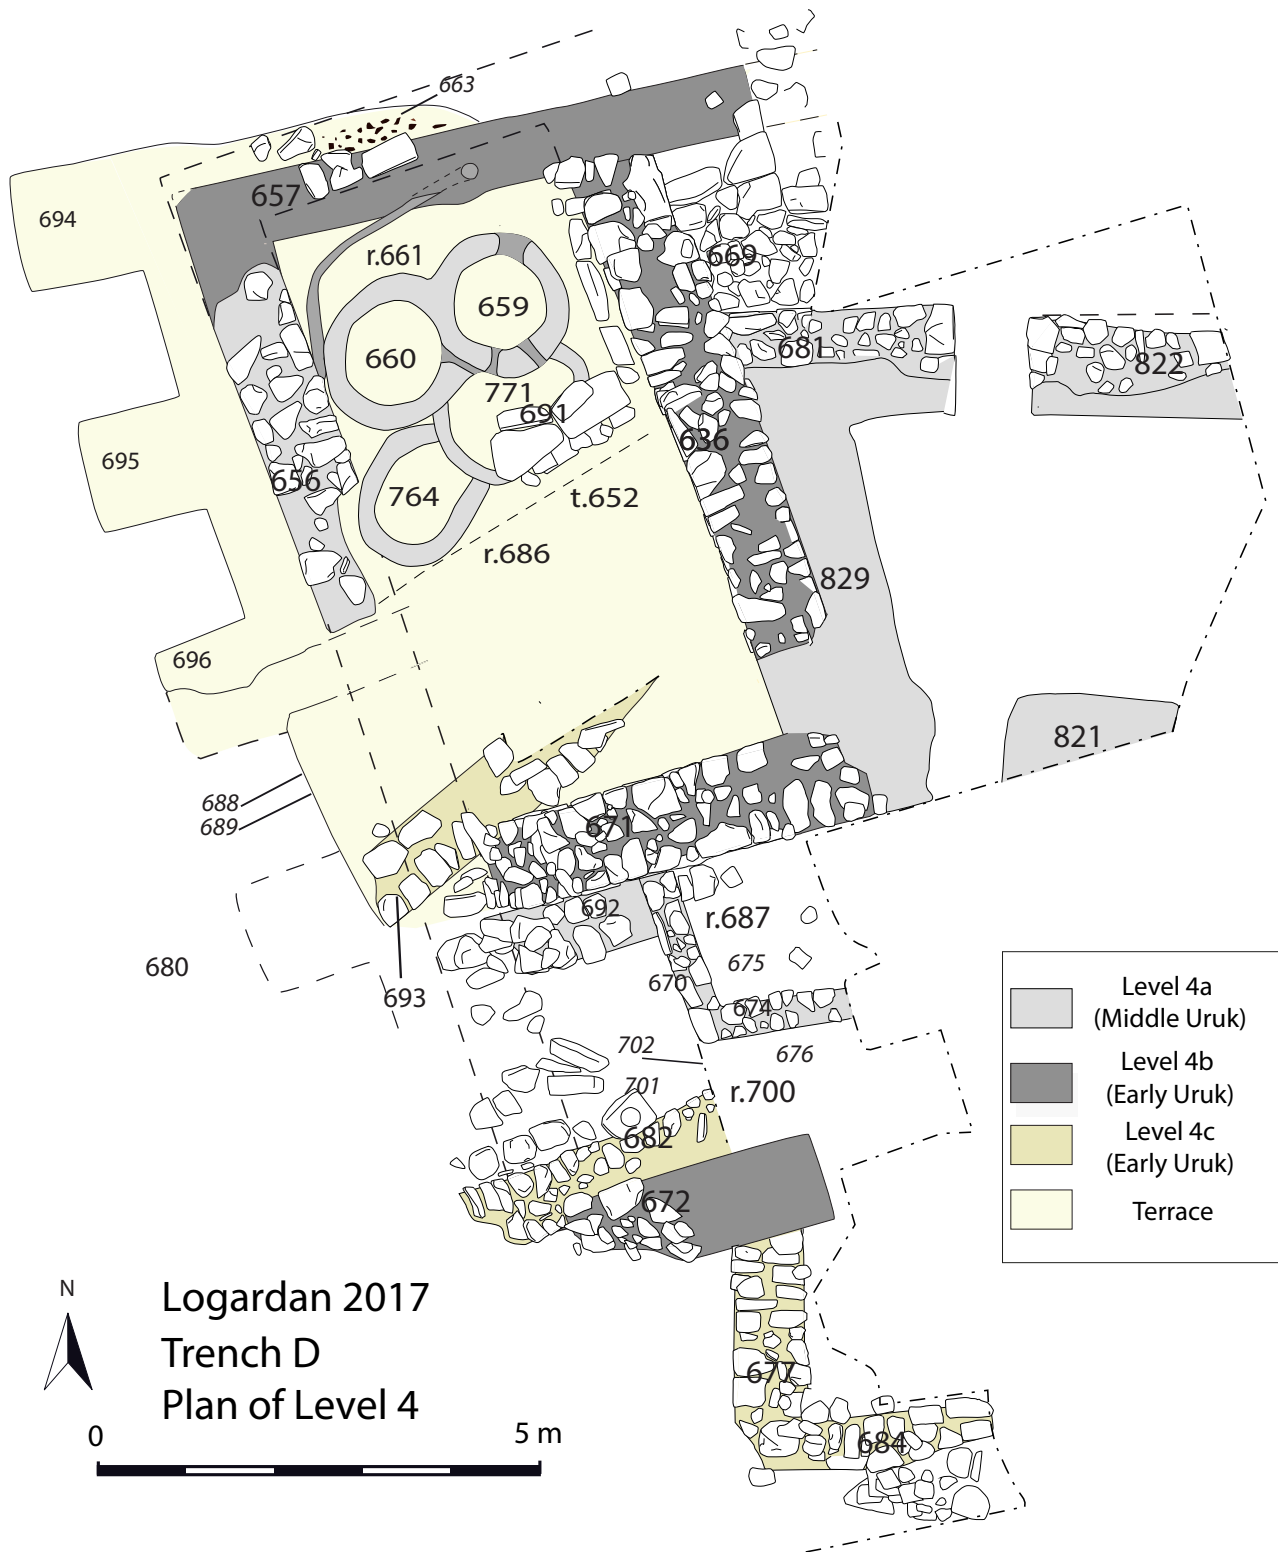 663
657
694
r.661
669
659
660
681
822
771
691
636
695
656
764
t.652
r.686
829
696
821
688
689
671
692
r.687
680
675
670
693
674
702
676
701
r.700
682
672
677
684
Level 4a
(Middle Uruk)
Level 4b
(Early Uruk)
Level 4c
(Early Uruk)
Terrace
N
Logardan 2017
Trench D
Plan of Level 4
0 5 m